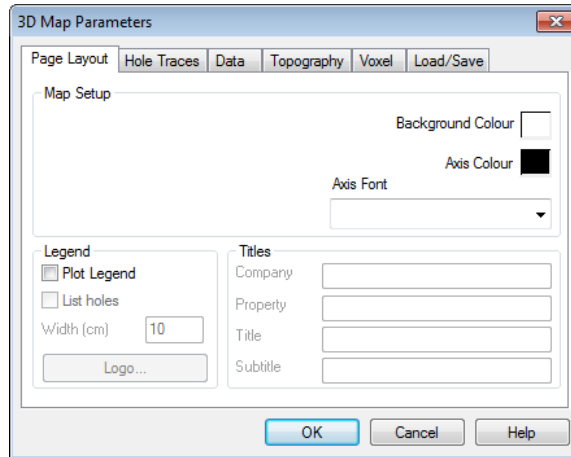 3D Map Parameters
Page Layout Hole Traces Data Topography Voxel Load/Save
Map Setup
Background Colour
Axis Colour
Axis Font
Legend
Plot Legend
List holes
Width (cm) 10
Logo...
Titles
Company
Property
Title
Subtitle
OK Cancel Help